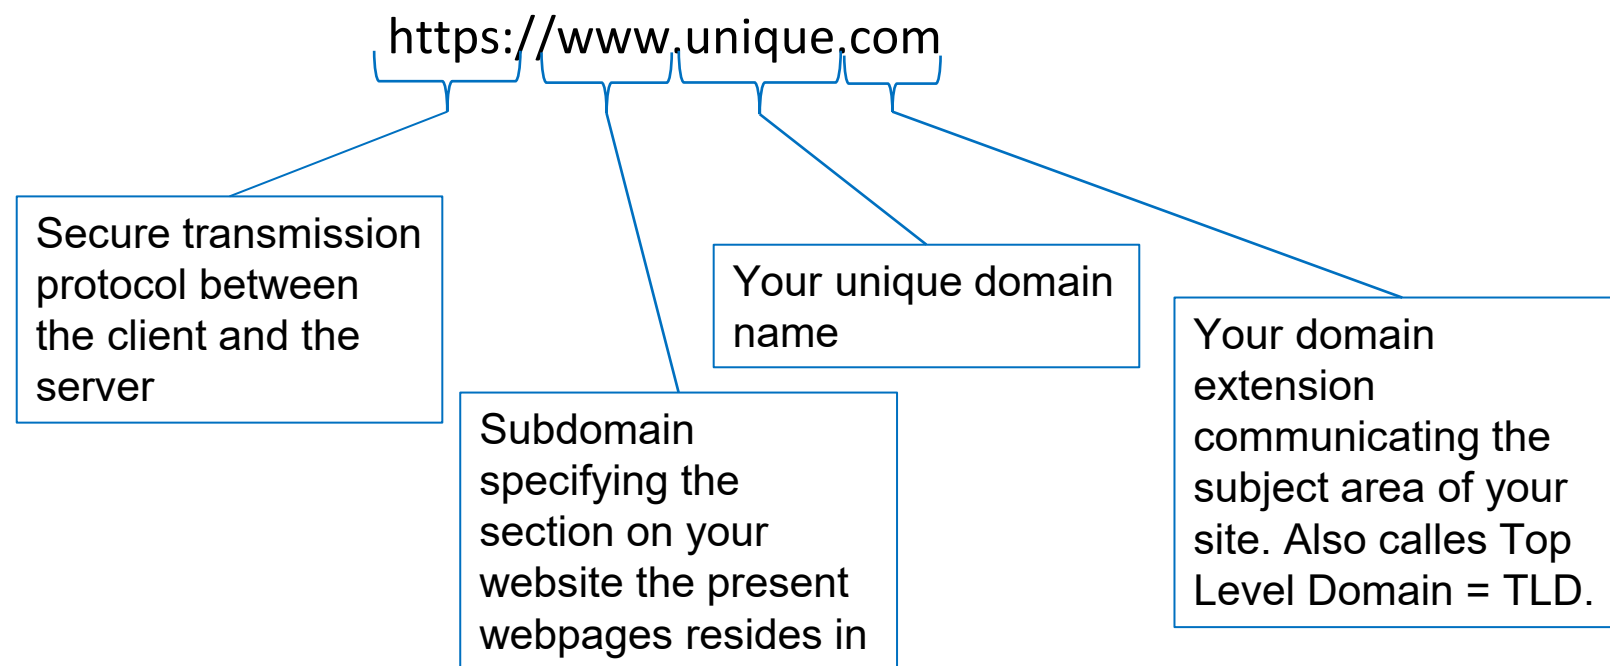 https://www.unique.com
Secure transmission
protocol between
the client and the
server
Subdomain
specifying the
section on your
website the present
webpages resides in
Your unique domain
name
Your domain
extension
communicating the
subject area of your
site. Also calles Top
Level Domain = TLD.